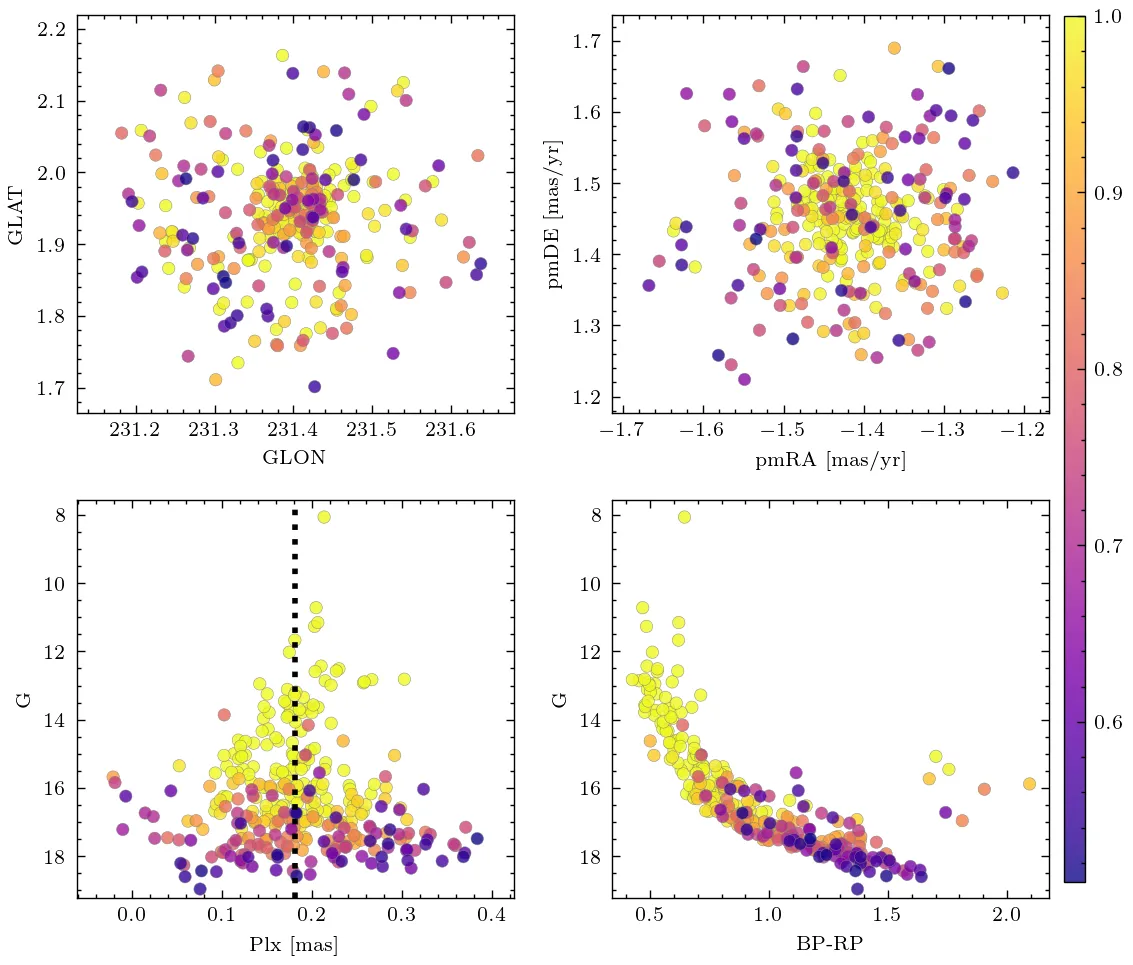 2.2
2.1
2.0
1.9
1.8
1.7
GLAT
231.2 231.3 231.4 231.5 231.6
GLON
1.7
1.6
1.5
1.4
1.3
1.2
pmDE [mas/yr]
−1.7 −1.6 −1.5 −1.4 −1.3 −1.2
pmRA [mas/yr]
8
10
12
14
16
18
G
0.0 0.1 0.2 0.3 0.4
Plx [mas]
8
10
12
14
16
18
G
0.5 1.0 1.5 2.0
BP-RP
1.0
0.9
0.8
0.7
0.6